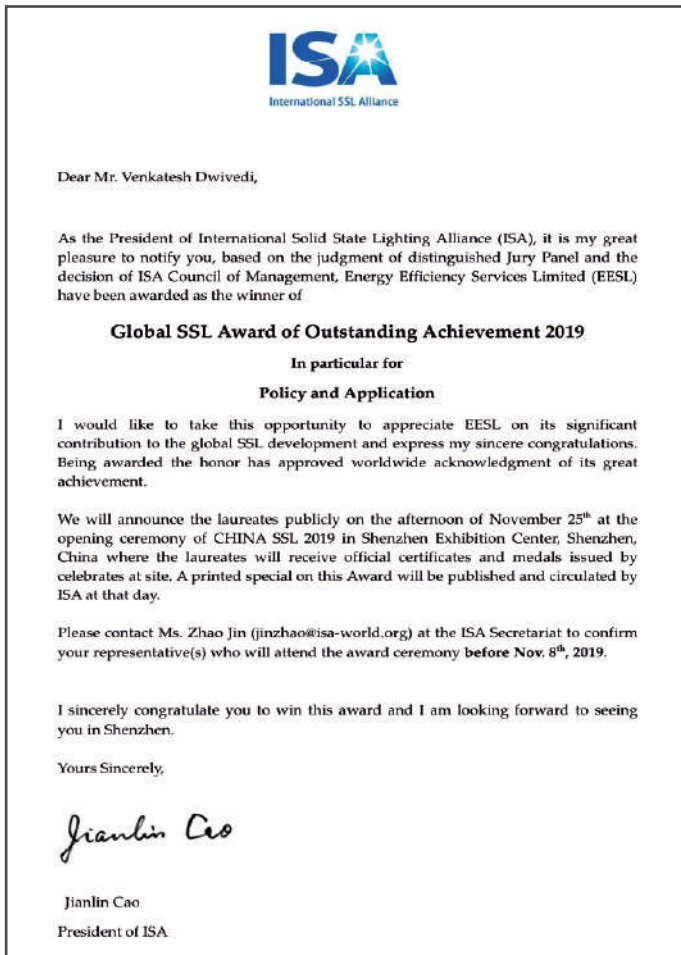 ISA
International SSL Alliance
Dear Mr. Venkatesh Dwivedi,
As the President of International Solid State Lighting Alliance (ISA), it is my great
pleasure to notify you, based on the judgment of distinguished Jury Panel and the
decision of ISA Council of Management, Energy Efficiency Services Limited (EESL)
have been awarded as the winner of
Global SSL Award of Outstanding Achievement 2019
In particular for
Policy and Application
I would like to take this opportunity to appreciate EESL on its significant
contribution to the global SSL development and express my sincere congratulations.
Being awarded the honor has approved worldwide acknowledgment of its great
achievement.
We will announce the laureates publicly on the afternoon of November 25th at the
opening ceremony of CHINA SSL 2019 in Shenzhen Exhibition Center, Shenzhen,
China where the laureates will receive official certificates and medals issued by
celebrates at site. A printed special on this Award will be published and circulated by
ISA at that day.
Please contact Ms. Zhao Jin (jinzhao@isa-world.org) at the ISA Secretariat to confirm
your representative(s) who will attend the award ceremony before Nov. 8th, 2019.
I sincerely congratulate you to win this award and I am looking forward to seeing
you in Shenzhen.
Yours Sincerely,
Jianlin Cao
Jianlin Cao
President of ISA